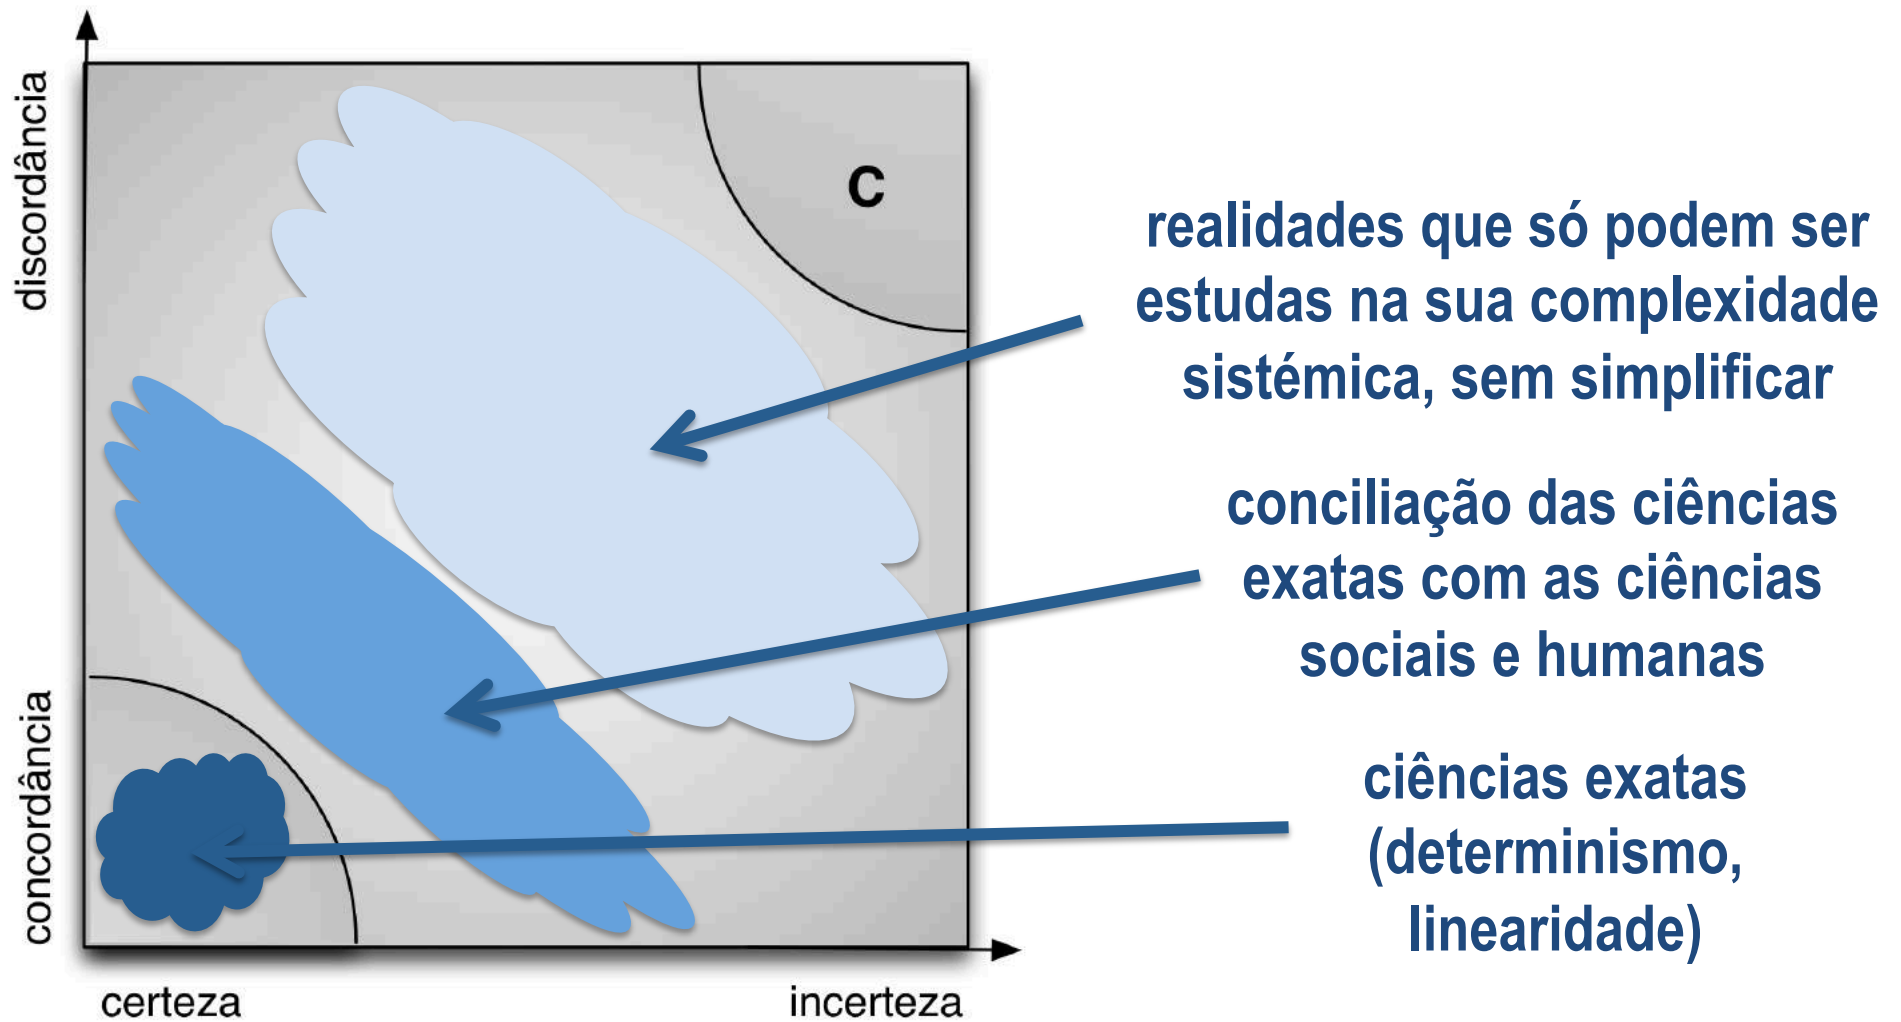 discordância
concordância
certeza
incerteza
C
realidades que só podem ser
estudas na sua complexidade
sistémica, sem simplificar
conciliação das ciências
exatas com as ciências
sociais e humanas
ciências exatas
(determinismo,
linearidade)